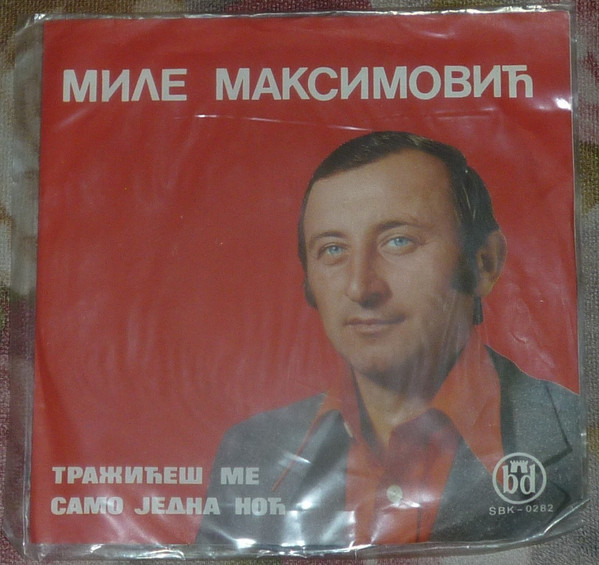 МИЛЕ МАКСИМОВИЋ
ТРАЖИЋЕШ МЕ
САМО ЈЕДНА НОЋ
bd
SBK-0282